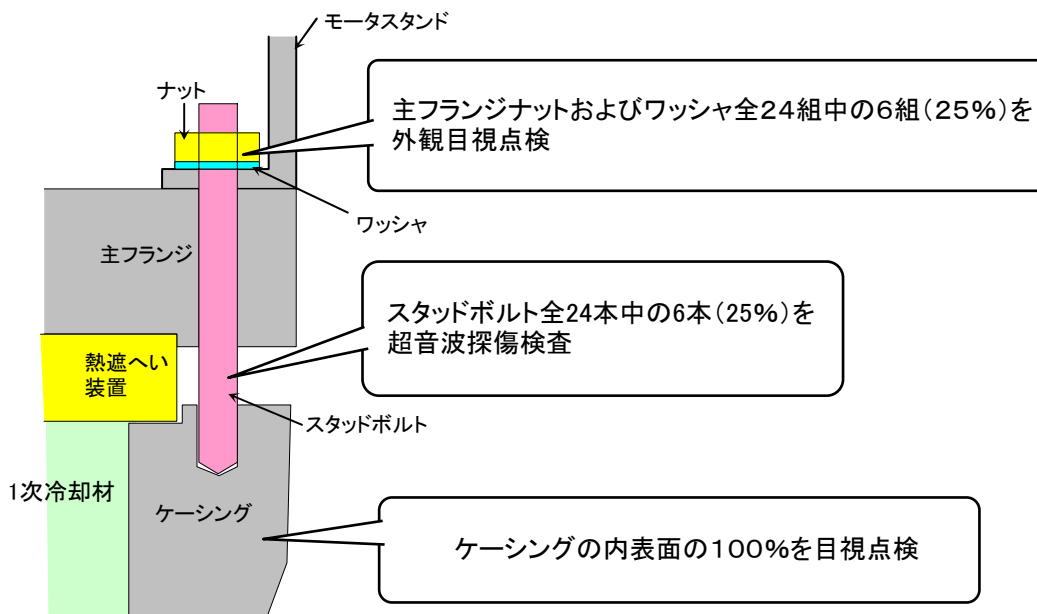 モータスタンド
ナット
主フランジナットおよびワッシャ全24組中の6組(25%)を
外観目視点検
ワッシャ
主フランジ
スタッドボルト全24本中の6本(25%)を
超音波探傷検査
熱遮へい
装置
スタッドボルト
1次冷却材
ケーシング
ケーシングの内表面の100%を目視点検